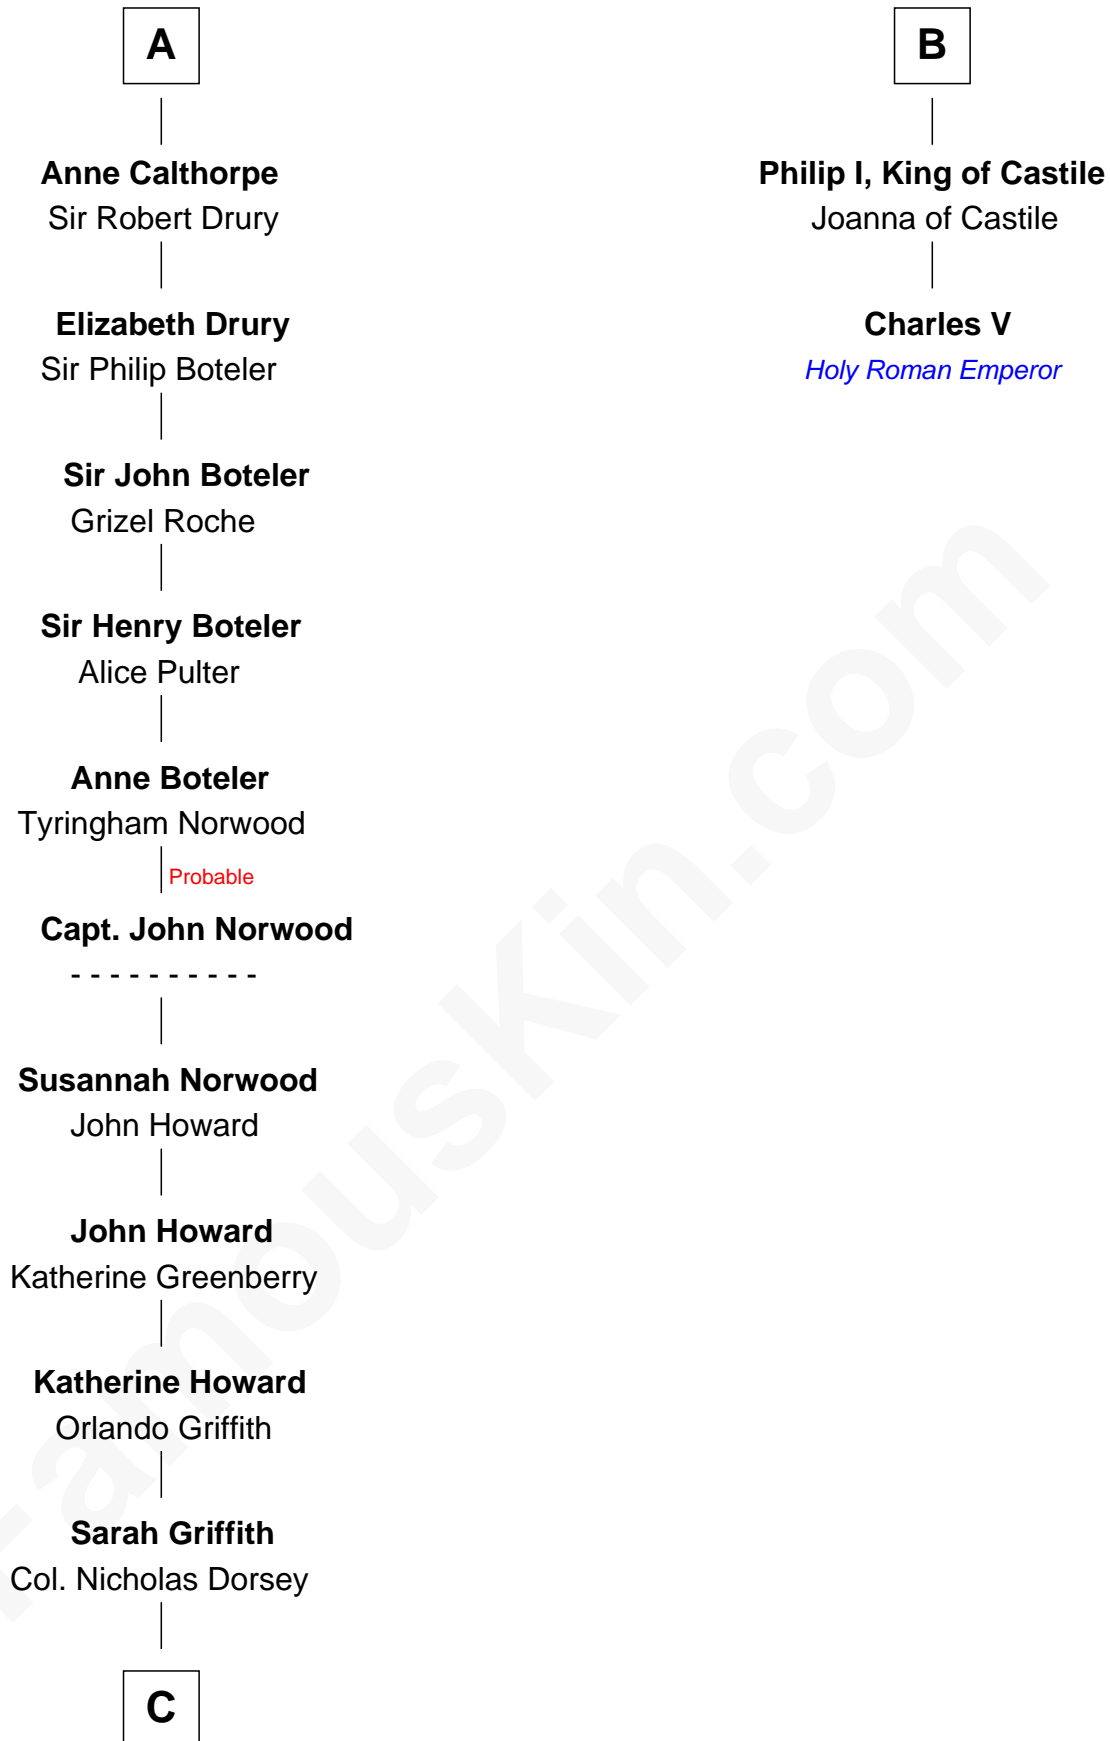 A
Anne Calthorpe
Sir Robert Drury
Elizabeth Drury
Sir Philip Boteler
Sir John Boteler
Grizel Roche
Sir Henry Boteler
Alice Pulter
Anne Boteler
Tyringham Norwood
Probable
Capt. John Norwood
- - - - - - - - - -
Susannah Norwood
John Howard
John Howard
Katherine Greenberry
Katherine Howard
Orlando Griffith
Sarah Griffith
Col. Nicholas Dorsey
C
B
Philip I, King of Castile
Joanna of Castile
Charles V
Holy Roman Emperor
FamousKin.com